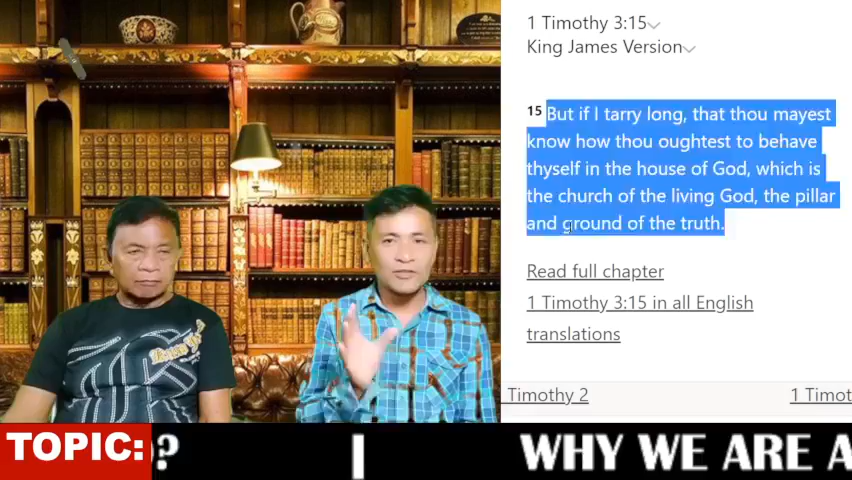 1 Timothy 3:15
King James Version
15 But if I tarry long, that thou mayest
know how thou oughtest to behave
thyself in the house of God, which is
the church of the living God, the pillar
and ground of the truth.
Read full chapter
1 Timothy 3:15 in all English
translations
Timothy 2
1 Timot
TOPIC:
? | WHY WE ARE A